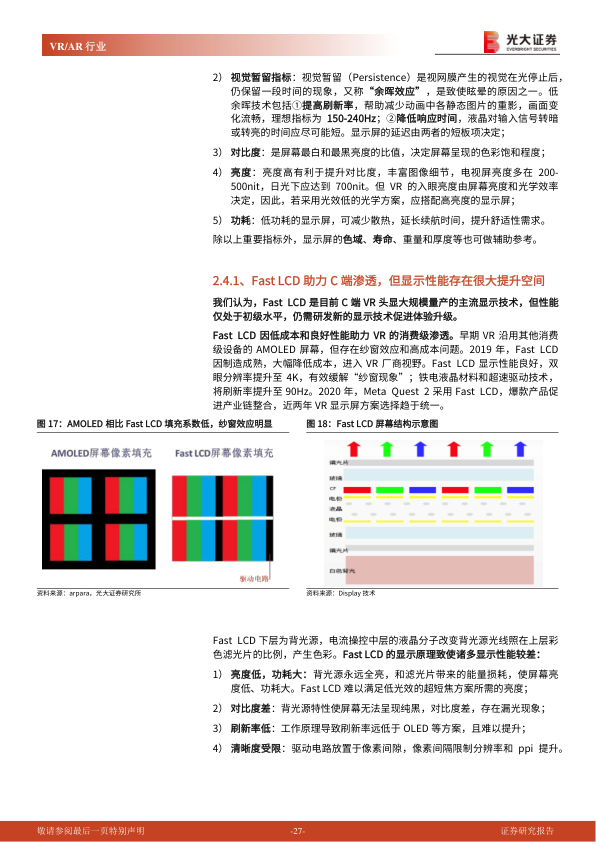 VR/AR 行业
光大证券
EVERBRIGHT SECURITIES
2） 视觉暂留指标：视觉暂留（Persistence）是视网膜产生的视觉在光停止后，
仍保留一段时间的现象，又称“余晖效应”，是致使眩晕的原因之一。低
余晖技术包括①提高刷新率，帮助减少动画中各静态图片的重影，画面变
化流畅，理想指标为 150-240Hz；②降低响应时间，液晶对输入信号转暗
或转亮的时间应尽可能短。显示屏的延迟由两者的短板项决定；
3） 对比度：是屏幕最白和最黑亮度的比值，决定屏幕呈现的色彩饱和程度；
4） 亮度：亮度高有利于提升对比度，丰富图像细节，电视屏亮度多在 200-
500nit，日光下应达到 700nit。但 VR 的入眼亮度由屏幕亮度和光学效率
决定，因此，若采用光效低的光学方案，应搭配高亮度的显示屏；
5） 功耗：低功耗的显示屏，可减少散热，延长续航时间，提升舒适性需求。
除以上重要指标外，显示屏的色域、寿命、重量和厚度等也可做辅助参考。
2.4.1、Fast LCD 助力 C 端渗透，但显示性能存在很大提升空间
我们认为，Fast LCD 是目前 C 端 VR 头显大规模量产的主流显示技术，但性能
仅处于初级水平，仍需研发新的显示技术促进体验升级。
Fast LCD 因低成本和良好性能助力 VR 的消费级渗透。早期 VR 沿用其他消费
级设备的 AMOLED 屏幕，但存在纱窗效应和高成本问题。2019 年，Fast LCD
因制造成熟，大幅降低成本，进入 VR 厂商视野。Fast LCD 显示性能良好，双
眼分辨率提升至 4K，有效缓解“纱窗现象”；铁电液晶材料和超速驱动技术，
将刷新率提升至 90Hz。2020 年，Meta Quest 2 采用 Fast LCD，爆款产品促
进产业链整合，近两年 VR 显示屏方案选择趋于统一。
图 17：AMOLED 相比 Fast LCD 填充系数低，纱窗效应明显
AMOLED屏幕像素填充 Fast LCD屏幕像素填充
驱动电路
资料来源：arpara，光大证券研究所
图 18：Fast LCD 屏幕结构示意图
偏光片
玻璃
CF
电极
液晶
电极
玻璃
偏光片
白色背光
资料来源：Display 技术
Fast LCD 下层为背光源，电流操控中层的液晶分子改变背光源光线照在上层彩
色滤光片的比例，产生色彩。Fast LCD 的显示原理致使诸多显示性能较差：
1） 亮度低，功耗大：背光源永远全亮，和滤光片带来的能量损耗，使屏幕亮
度低、功耗大。Fast LCD 难以满足低光效的超短焦方案所需的亮度；
2） 对比度差：背光源特性使屏幕无法呈现纯黑，对比度差，存在漏光现象；
3） 刷新率低：工作原理导致刷新率远低于 OLED 等方案，且难以提升；
4） 清晰度受限：驱动电路放置于像素间隙，像素间隔限制分辨率和 ppi 提升。
敬请参阅最后一页特别声明 -27- 证券研究报告